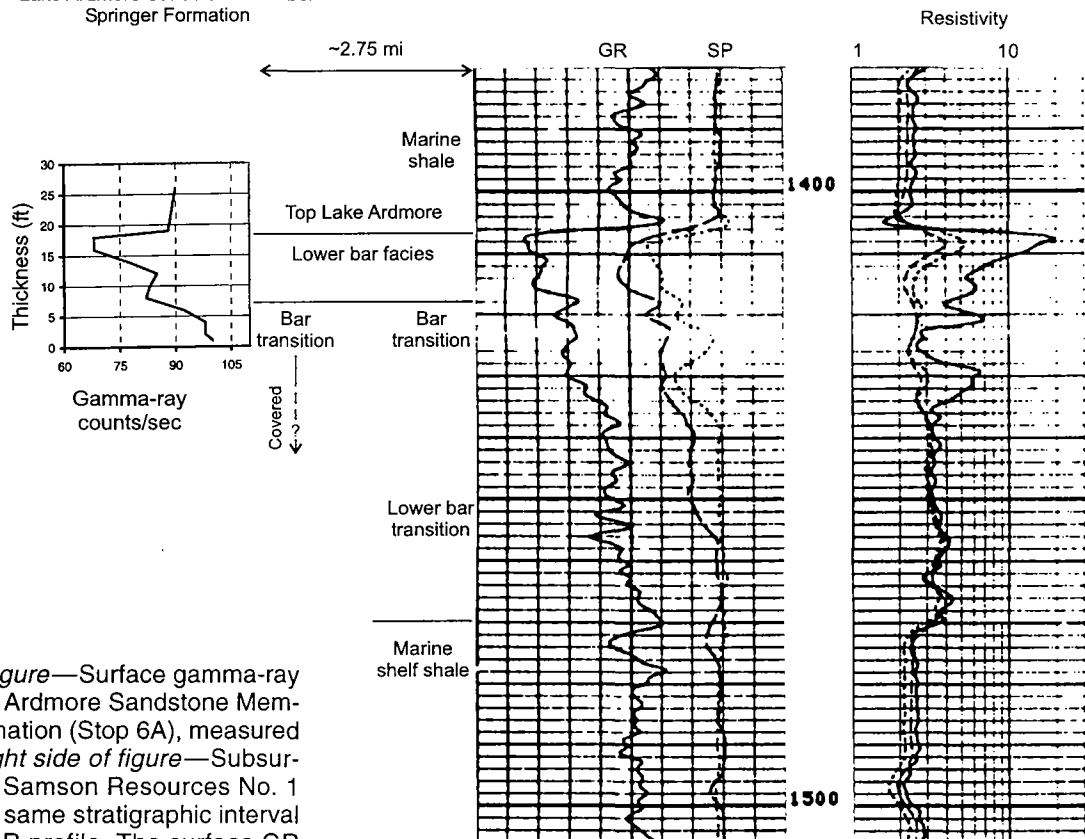 Springer Formation
~2.75 mi
GR
SP
Resistivity
1
10
Marine
shale
1400
30
25
20
15
10
5
0
Thickness (ft)
60
75
90
105
Gamma-ray
counts/sec
Top Lake Ardmore
Lower bar facies
Bar
transition
Bar
transition
Covered
?
Lower bar
transition
Marine
shelf shale
1500
gure—Surface gamma-ray
Ardmore Sandstone Mem-
nation (Stop 6A), measured
ght side of figure—Subsur-
Samson Resources No. 1
same stratigraphic interval
R profile. The surface GR